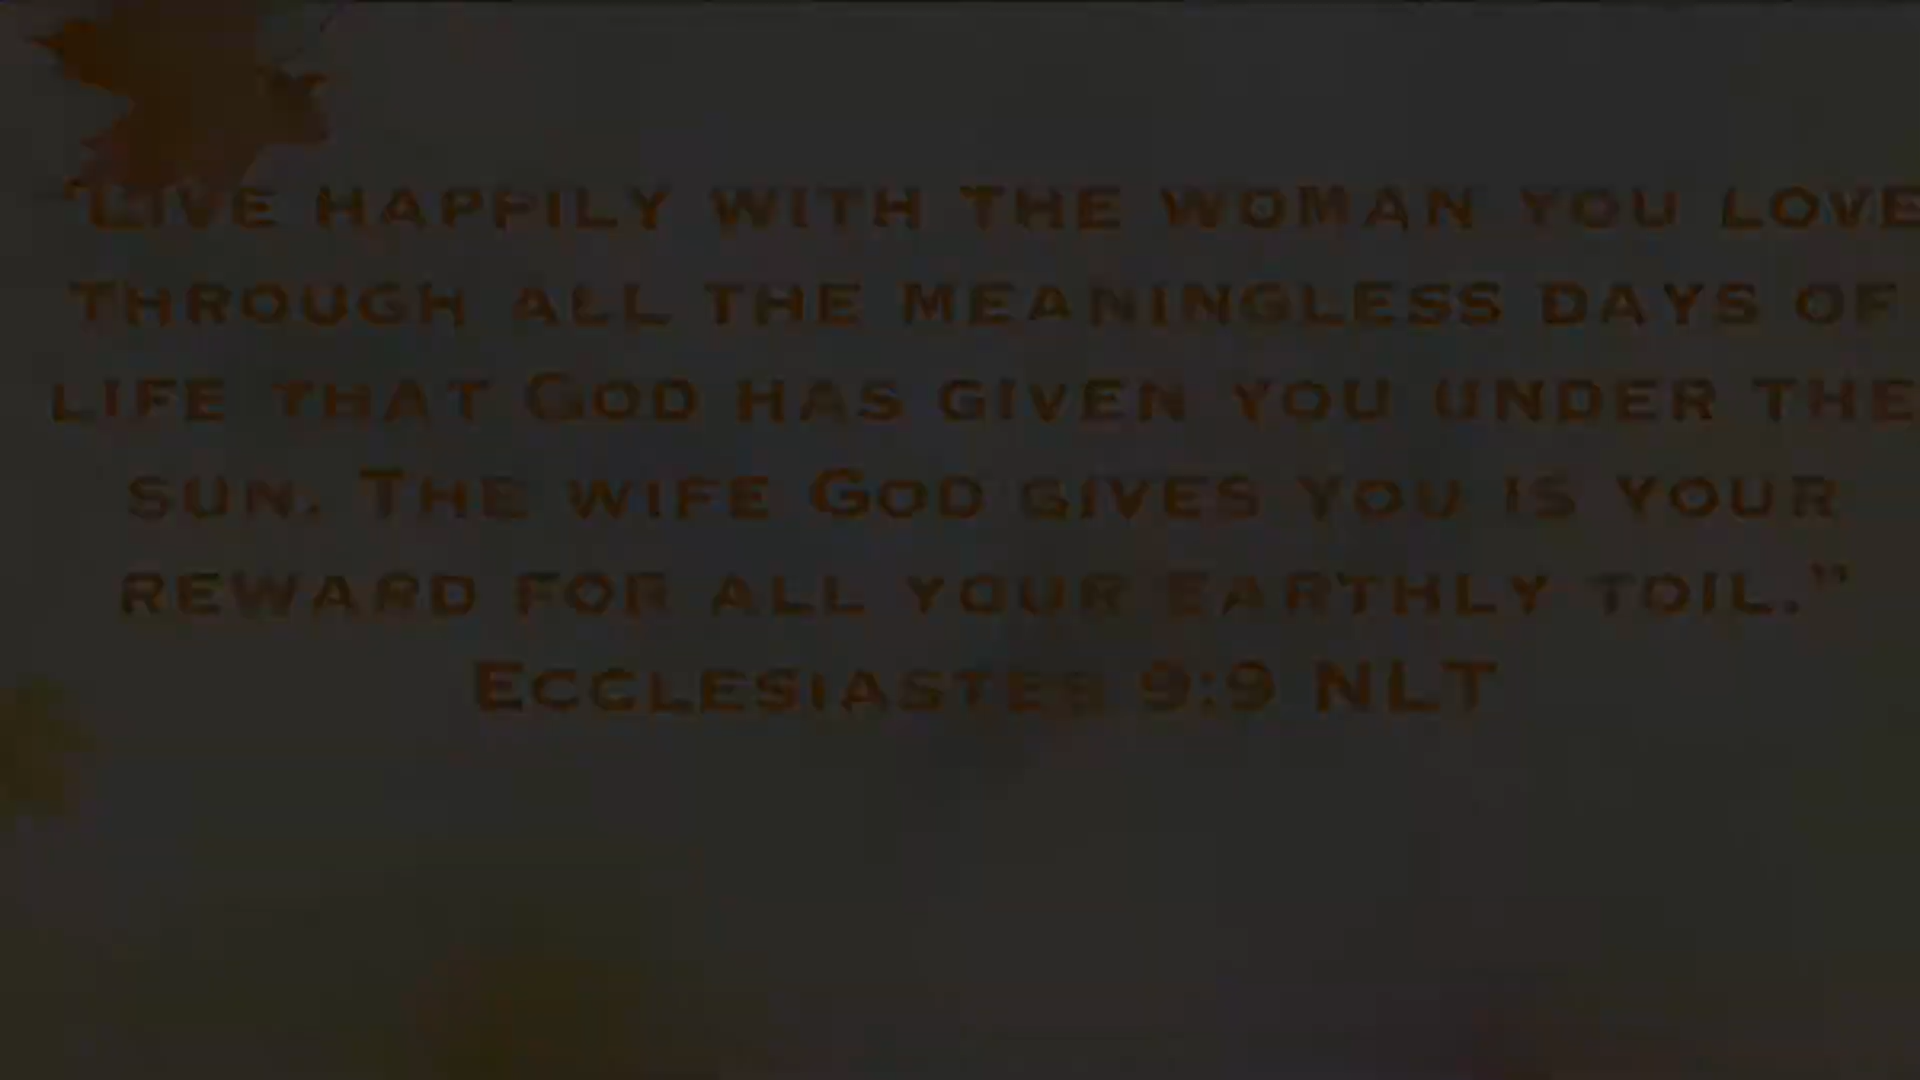 "Live happily with the woman you love
through all the meaningless days of
life that God has given you under the
sun. The wife God gives you is your
reward for all your earthly toil."
Ecclesiastes 9:9 NLT